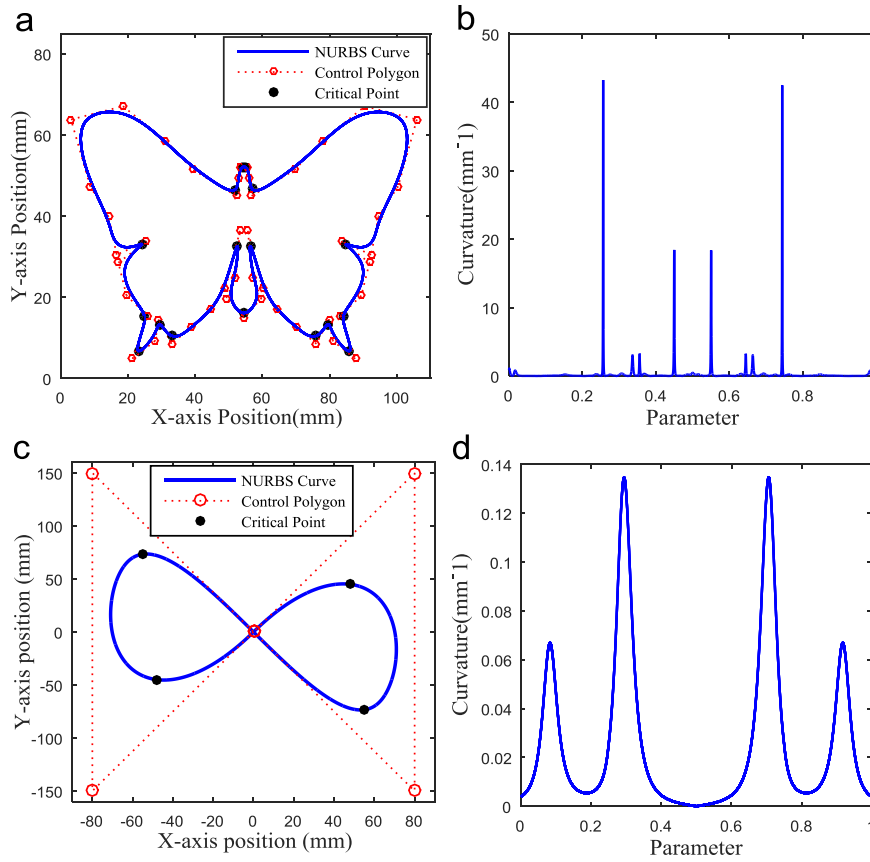 a
80
60
40
20
0
0
20
40
60
80
100
Y-axis Position(mm)
X-axis Position(mm)
NURBS Curve
Control Polygon
Critical Point
b
50
40
30
20
10
0
0
0.2
0.4
0.6
0.8
1
Curvature(mm-1)
Parameter
c
150
100
50
0
-50
-100
-150
-80
-60
-40
-20
0
20
40
60
80
Y-axis position (mm)
X-axis position (mm)
NURBS Curve
Control Polygon
Critical Point
d
0.14
0.12
0.1
0.08
0.06
0.04
0.02
0
0
0.2
0.4
0.6
0.8
1
Curvature(mm-1)
Parameter